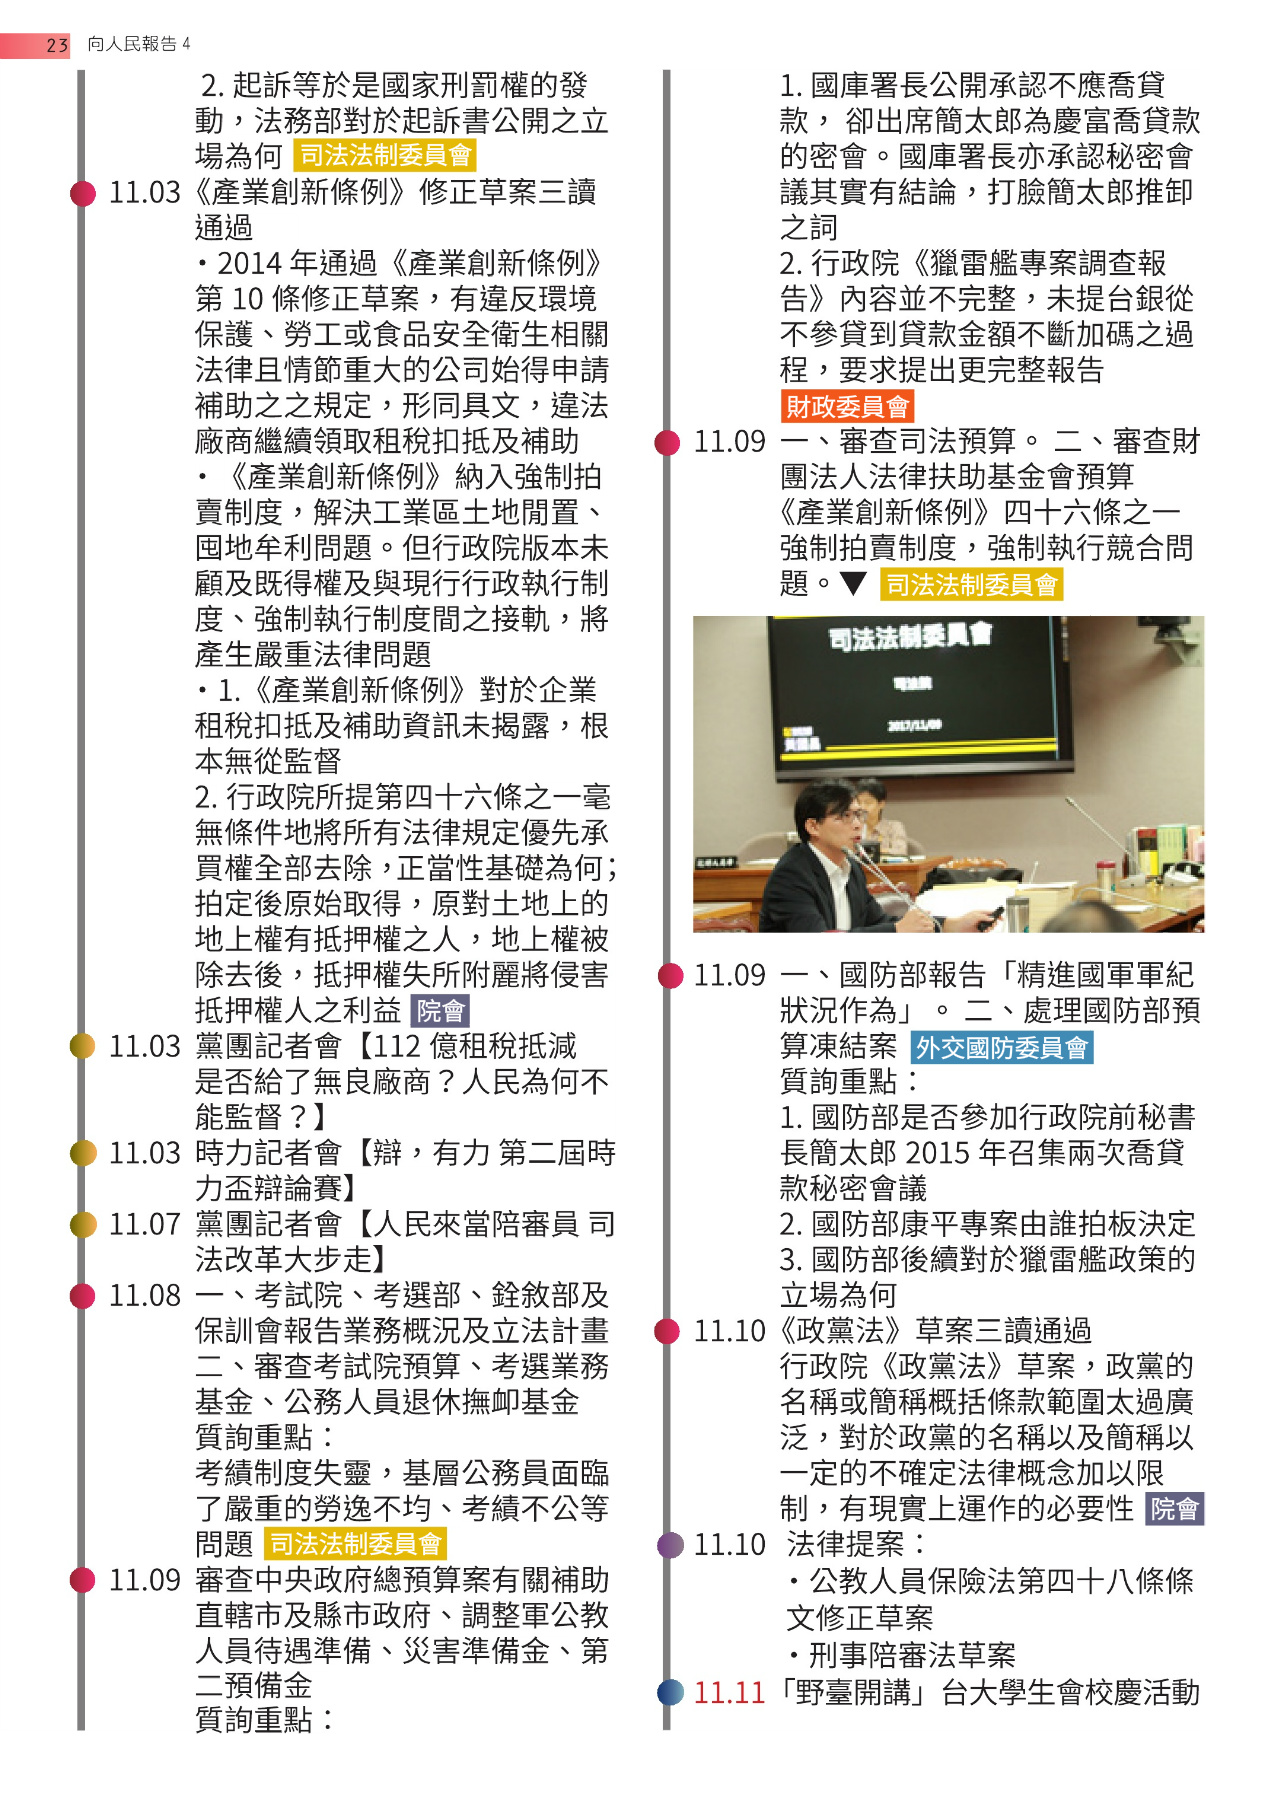 23 向人民報告 4
2. 起訴等於是國家刑罰權的發
動，法務部對於起訴書公開之立
場為何 司法法制委員會
11.03《產業創新條例》修正草案三讀
通過
・2014 年通過《產業創新條例》
第 10 條修正草案，有違反環境
保護、勞工或食品安全衛生相關
法律且情節重大的公司始得申請
補助之之規定，形同具文，違法
廠商繼續領取租稅扣抵及補助
・《產業創新條例》納入強制拍
賣制度，解決工業區土地閒置、
囤地牟利問題。但行政院版本未
顧及既得權及與現行行政執行制
度、強制執行制度間之接軌，將
產生嚴重法律問題
・1.《產業創新條例》對於企業
租稅扣抵及補助資訊未揭露，根
本無從監督
2. 行政院所提第四十六條之一毫
無條件地將所有法律規定優先承
買權全部去除，正當性基礎為何；
拍定後原始取得，原對土地上的
地上權有抵押權之人，地上權被
除去後，抵押權失所附麗將侵害
抵押權人之利益 院會
11.03 黨團記者會【112 億租稅抵減
是否給了無良廠商？人民為何不
能監督？】
11.03 時力記者會【辯，有力 第二屆時
力盃辯論賽】
11.07 黨團記者會【人民來當陪審員 司
法改革大步走】
11.08 一、考試院、考選部、銓敘部及
保訓會報告業務概況及立法計畫
二、審查考試院預算、考選業務
基金、公務人員退休撫卹基金
質詢重點：
考績制度失靈，基層公務員面臨
了嚴重的勞逸不均、考績不公等
問題 司法法制委員會
11.09 審查中央政府總預算案有關補助
直轄市及縣市政府、調整軍公教
人員待遇準備、災害準備金、第
二預備金
質詢重點：
1. 國庫署長公開承認不應喬貸
款， 卻出席簡太郎為慶富喬貸款
的密會。國庫署長亦承認秘密會
議其實有結論，打臉簡太郎推卸
之詞
2. 行政院《獵雷艦專案調查報
告》內容並不完整，未提台銀從
不參貸到貸款金額不斷加碼之過
程，要求提出更完整報告
財政委員會
11.09 一、審查司法預算。 二、審查財
團法人法律扶助基金會預算
《產業創新條例》四十六條之一
強制拍賣制度，強制執行競合問
題。▼ 司法法制委員會
司法法制委員會
司法院
2017/11/09
黃國昌
11.09 一、國防部報告「精進國軍軍紀
狀況作為」。 二、處理國防部預
算凍結案 外交國防委員會
質詢重點：
1. 國防部是否參加行政院前秘書
長簡太郎 2015 年召集兩次喬貸
款秘密會議
2. 國防部康平專案由誰拍板決定
3. 國防部後續對於獵雷艦政策的
立場為何
11.10《政黨法》草案三讀通過
行政院《政黨法》草案，政黨的
名稱或簡稱概括條款範圍太過廣
泛，對於政黨的名稱以及簡稱以
一定的不確定法律概念加以限
制，有現實上運作的必要性 院會
11.10 法律提案：
・公教人員保險法第四十八條條
文修正草案
・刑事陪審法草案
11.11「野臺開講」台大學生會校慶活動